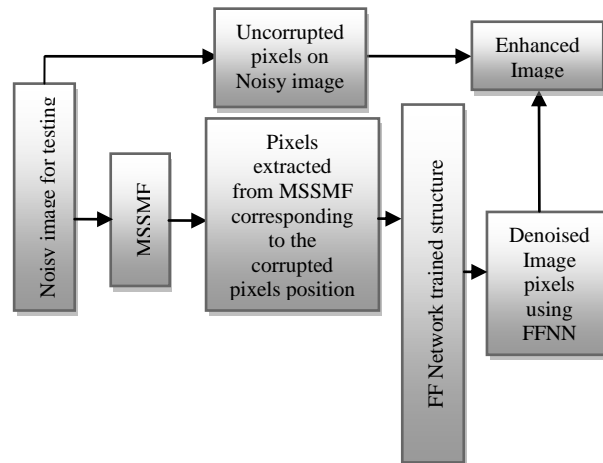 Uncorrupted
pixels on
Noisy image
Enhanced
Image
Noisy image for testing
MSSMF
Pixels
extracted
from MSSMF
corresponding
to the
corrupted
pixels position
FF Network trained structure
Denoised
Image
pixels
using
FFNN